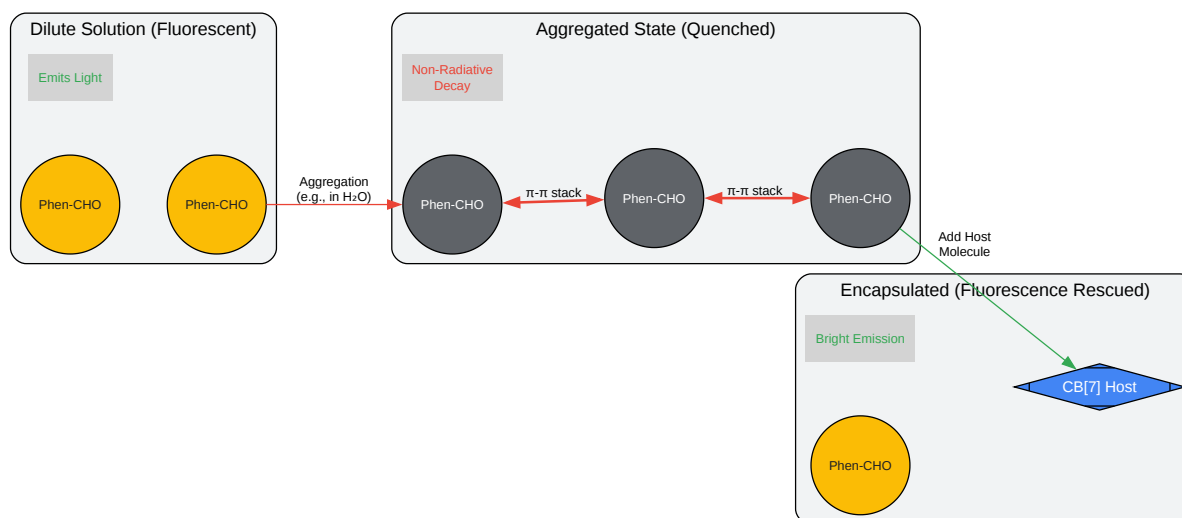 Dilute Solution (Fluorescent)
Emits Light
Phen-CHO
Phen-CHO
Aggregation
(e.g., in H₂O)
Aggregated State (Quenched)
Non-Radiative
Decay
Phen-CHO
π-π stack
Phen-CHO
π-π stack
Phen-CHO
Add Host
Molecule
Encapsulated (Fluorescence Rescued)
Bright Emission
CB[7] Host
Phen-CHO